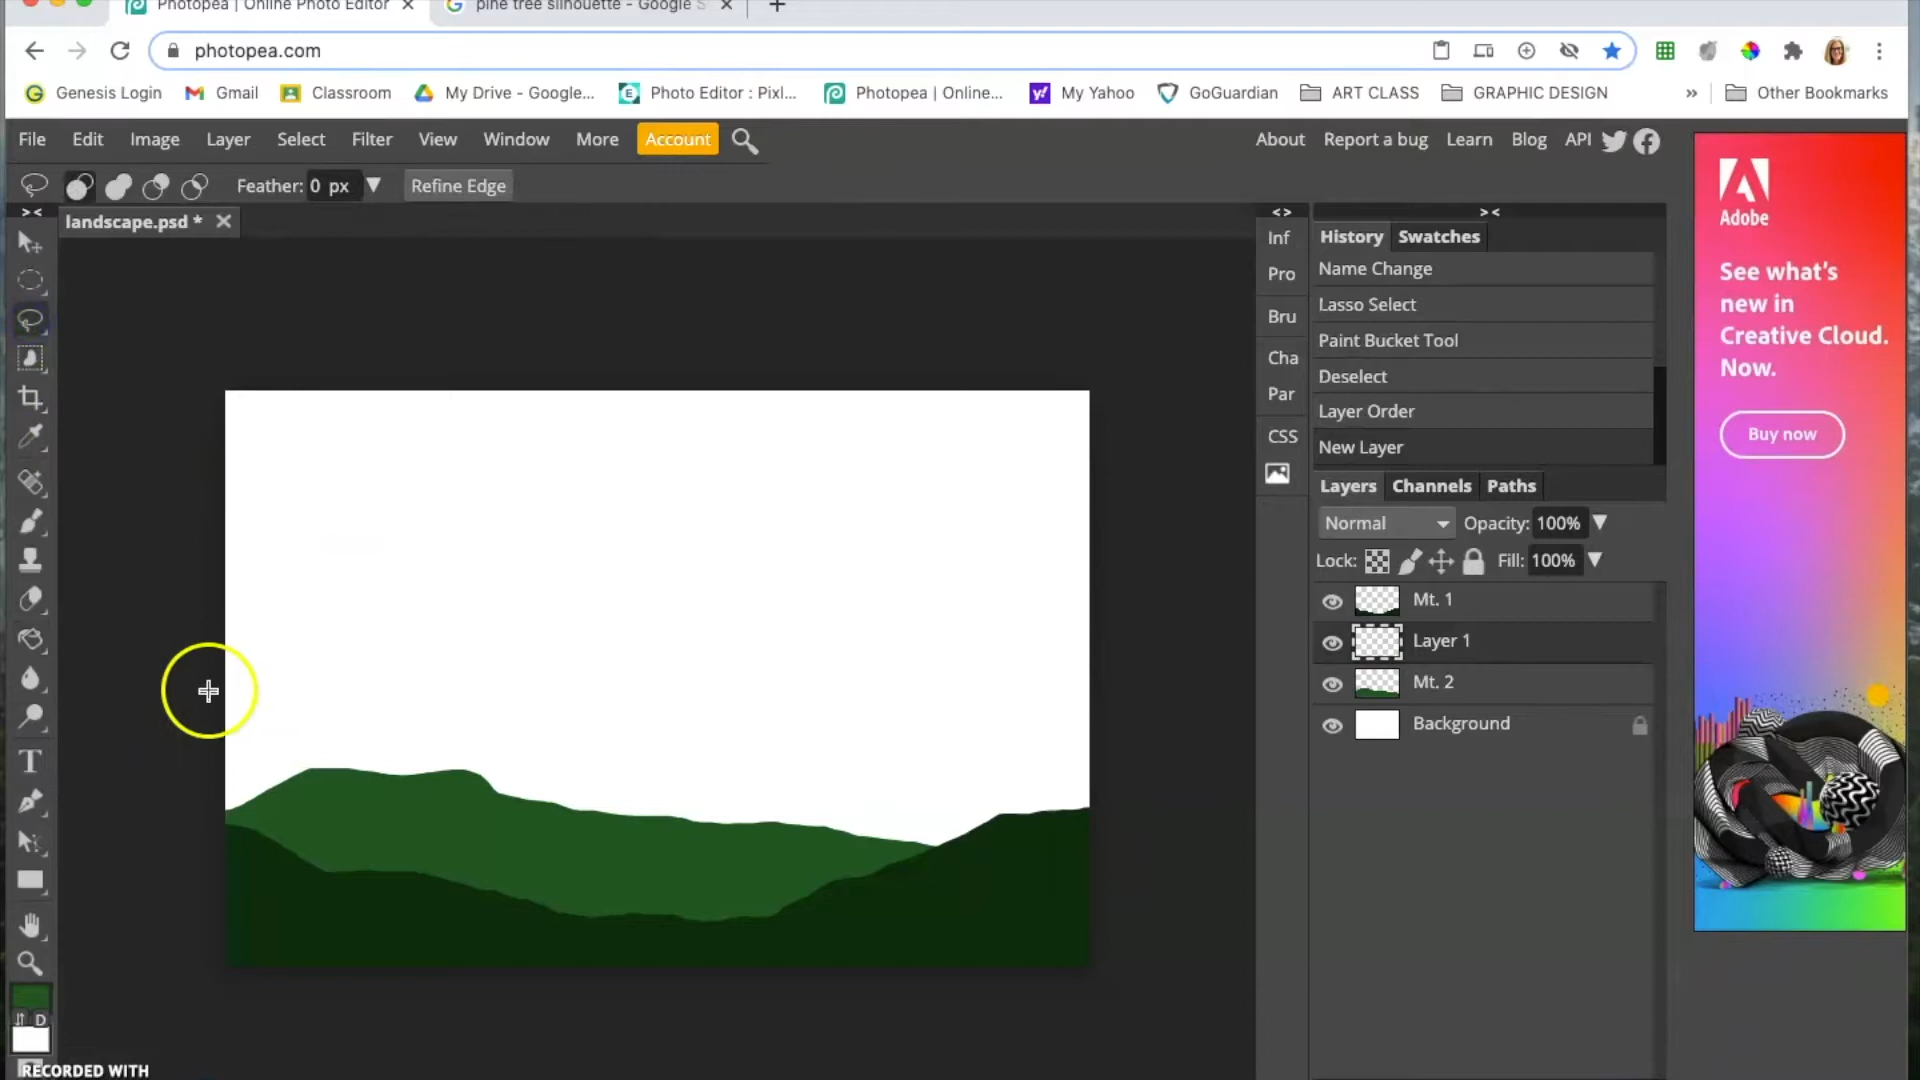 Photopea | Online Photo Editor
pine tree silhouette - Google S
photopea.com
Genesis Login
Gmail
Classroom
My Drive - Google...
Photo Editor : Pixl...
Photopea | Online...
My Yahoo
GoGuardian
ART CLASS
GRAPHIC DESIGN
»
Other Bookmarks
File Edit Image Layer Select Filter View Window More Account
About Report a bug Learn Blog API
Feather: 0 px
Refine Edge
landscape.psd *
Inf
Pro
Bru
Cha
Par
CSS
History Swatches
Name Change
Lasso Select
Paint Bucket Tool
Deselect
Layer Order
New Layer
Layers Channels Paths
Normal Opacity: 100%
Lock: Fill: 100%
Mt. 1
Layer 1
Mt. 2
Background
Adobe
See what's
new in
Creative Cloud.
Now.
Buy now
T
D
RECORDED WITH